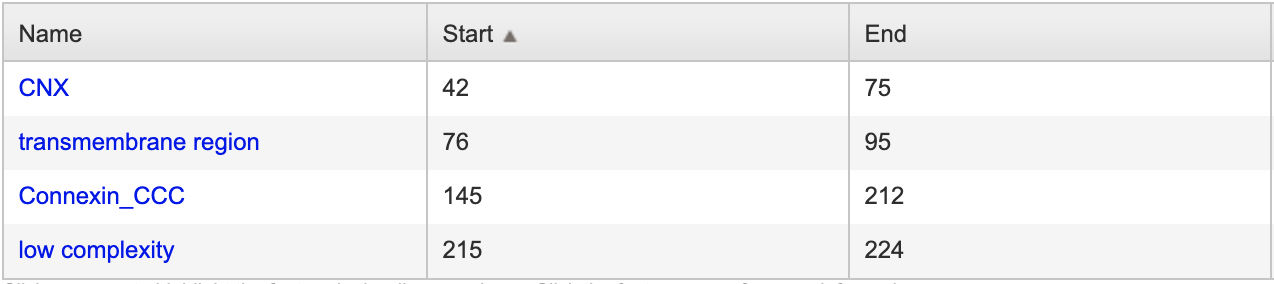 Name Start ▲ End
CNX 42 75
transmembrane region 76 95
Connexin_CCC 145 212
low complexity 215 224